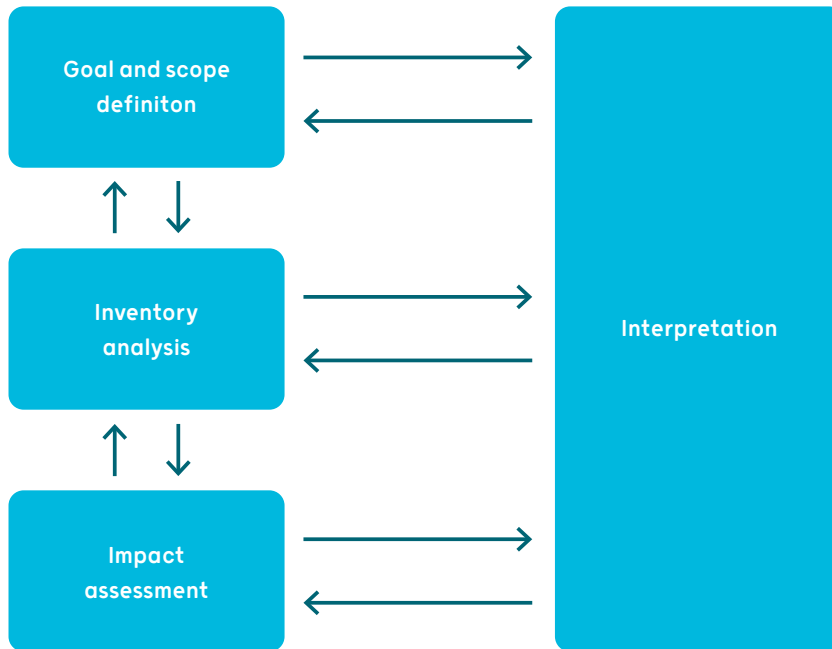 Goal and scope
definiton
Inventory
analysis
Interpretation
Impact
assessment